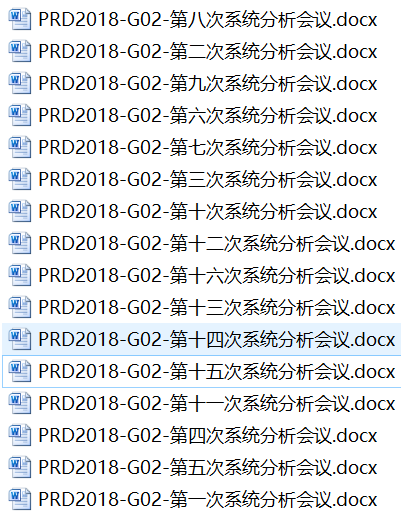 PRD2018-G02-第八次系统分析会议.docx
PRD2018-G02-第二次系统分析会议.docx
PRD2018-G02-第九次系统分析会议.docx
PRD2018-G02-第六次系统分析会议.docx
PRD2018-G02-第七次系统分析会议.docx
PRD2018-G02-第三次系统分析会议.docx
PRD2018-G02-第十次系统分析会议.docx
PRD2018-G02-第十二次系统分析会议.docx
PRD2018-G02-第十六次系统分析会议.docx
PRD2018-G02-第十三次系统分析会议.docx
PRD2018-G02-第十四次系统分析会议.docx
PRD2018-G02-第十五次系统分析会议.docx
PRD2018-G02-第十一次系统分析会议.docx
PRD2018-G02-第四次系统分析会议.docx
PRD2018-G02-第五次系统分析会议.docx
PRD2018-G02-第一次系统分析会议.docx